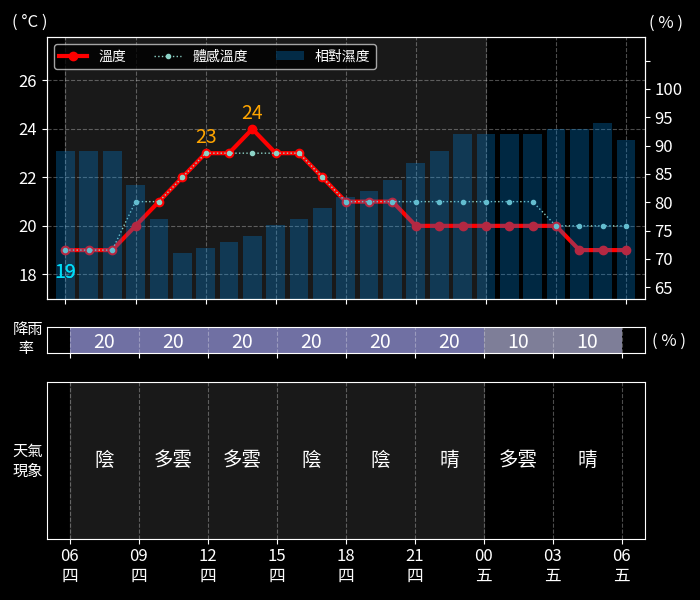 ( °C )
( % )
溫度 體感溫度 相對濕度
26
24
22
20
18
100
95
90
85
80
75
70
65
19
23
24
降雨
率
20 20 20 20 20 20 10 10
( % )
天氣
現象
陰 多雲 多雲 陰 陰 晴 多雲 晴
06 09 12 15 18 21 00 03 06
四 四 四 四 四 四 五 五 五